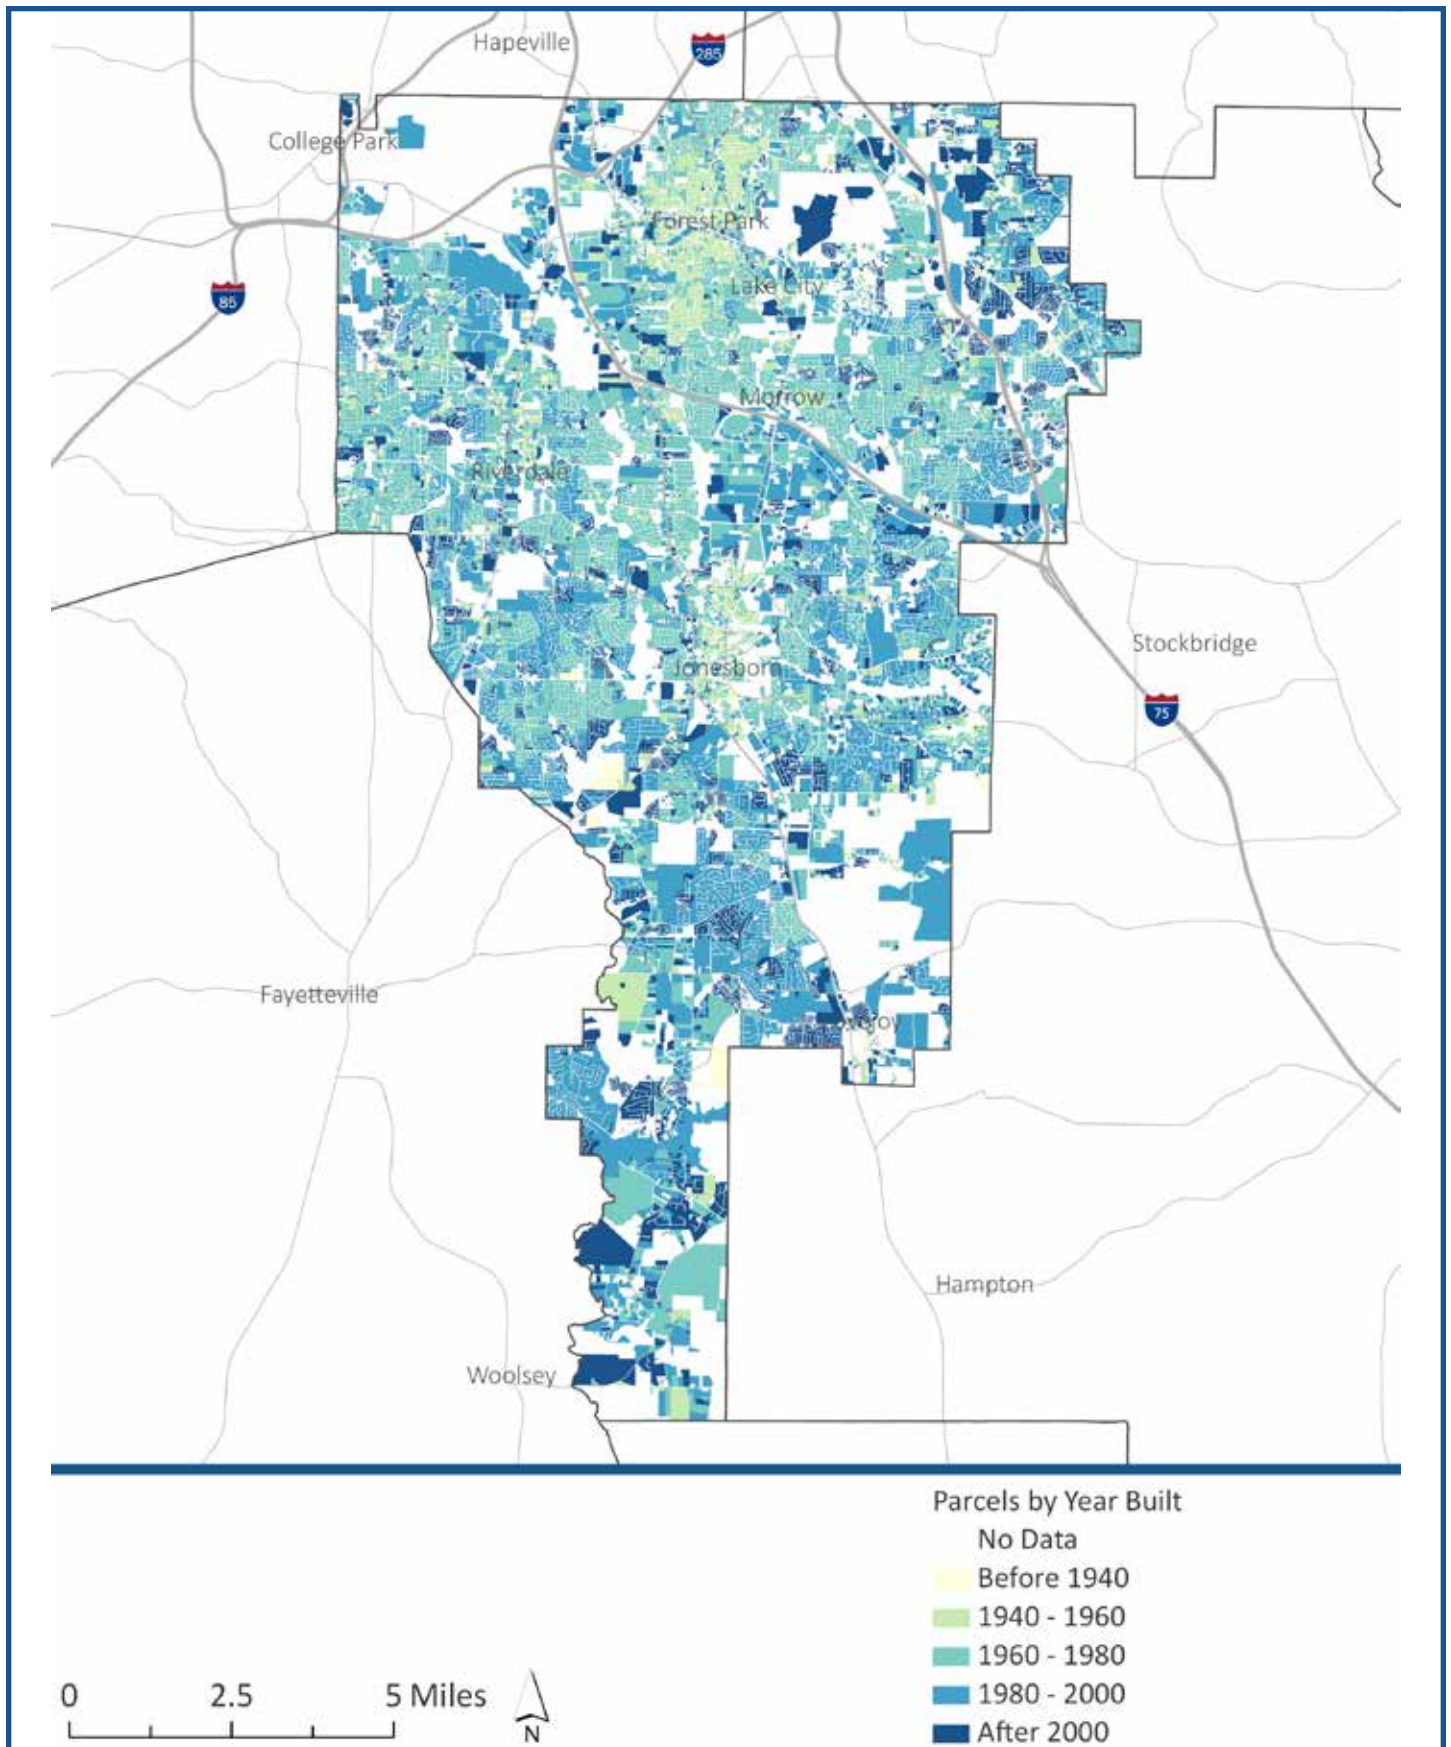 Hapeville
285
College Park
Forest Park
Lake City
85
Morrow
Riverdale
Stockbridge
Jonesboro
75
Fayetteville
Lovejoy
Hampton
Woolsey
Parcels by Year Built
No Data
Before 1940
1940 - 1960
1960 - 1980
1980 - 2000
After 2000
0 2.5 5 Miles
N